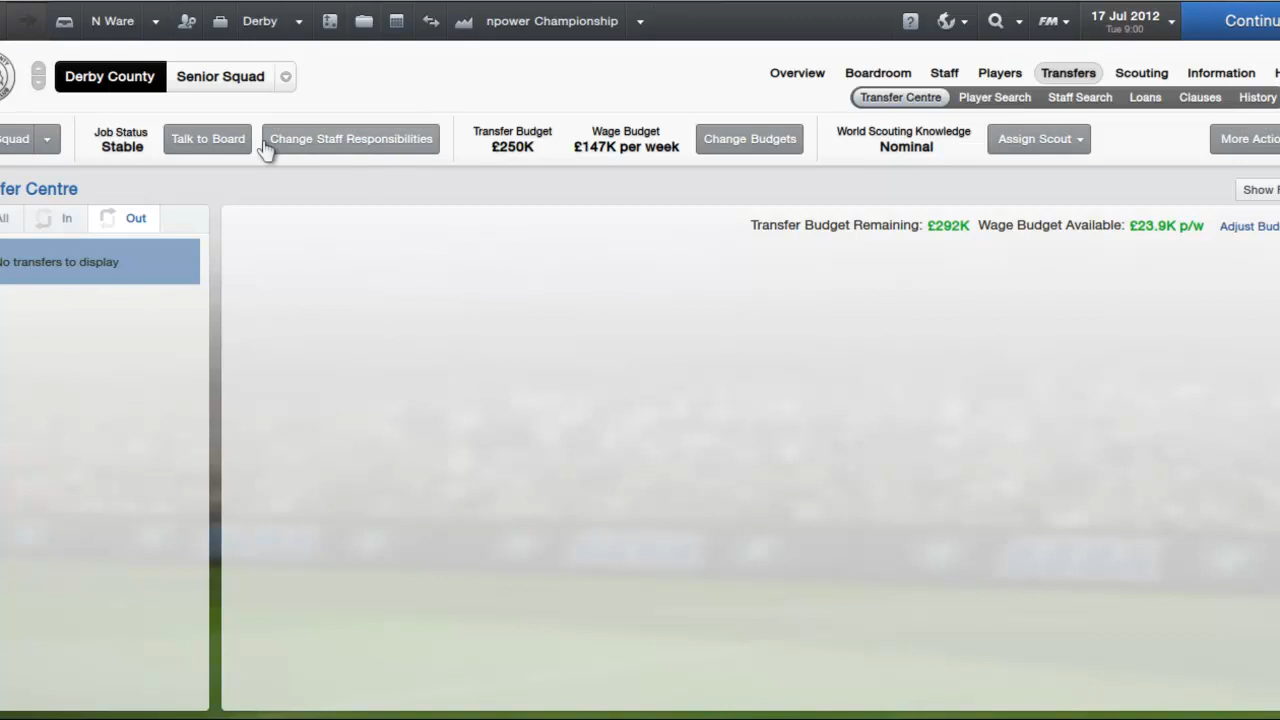 N Ware Derby npower Championship ? FM 17 Jul 2012 Continu
Tue 9:00
Derby County Senior Squad Overview Boardroom Staff Players Transfers Scouting Information H
Transfer Centre Player Search Staff Search Loans Clauses History
Squad Job Status Talk to Board Change Staff Responsibilities Transfer Budget Wage Budget Change Budgets World Scouting Knowledge Assign Scout More Actio
Stable £250K £147K per week Nominal
fer Centre Show F
All In Out Transfer Budget Remaining: £292K Wage Budget Available: £23.9K p/w Adjust Bud
No transfers to display